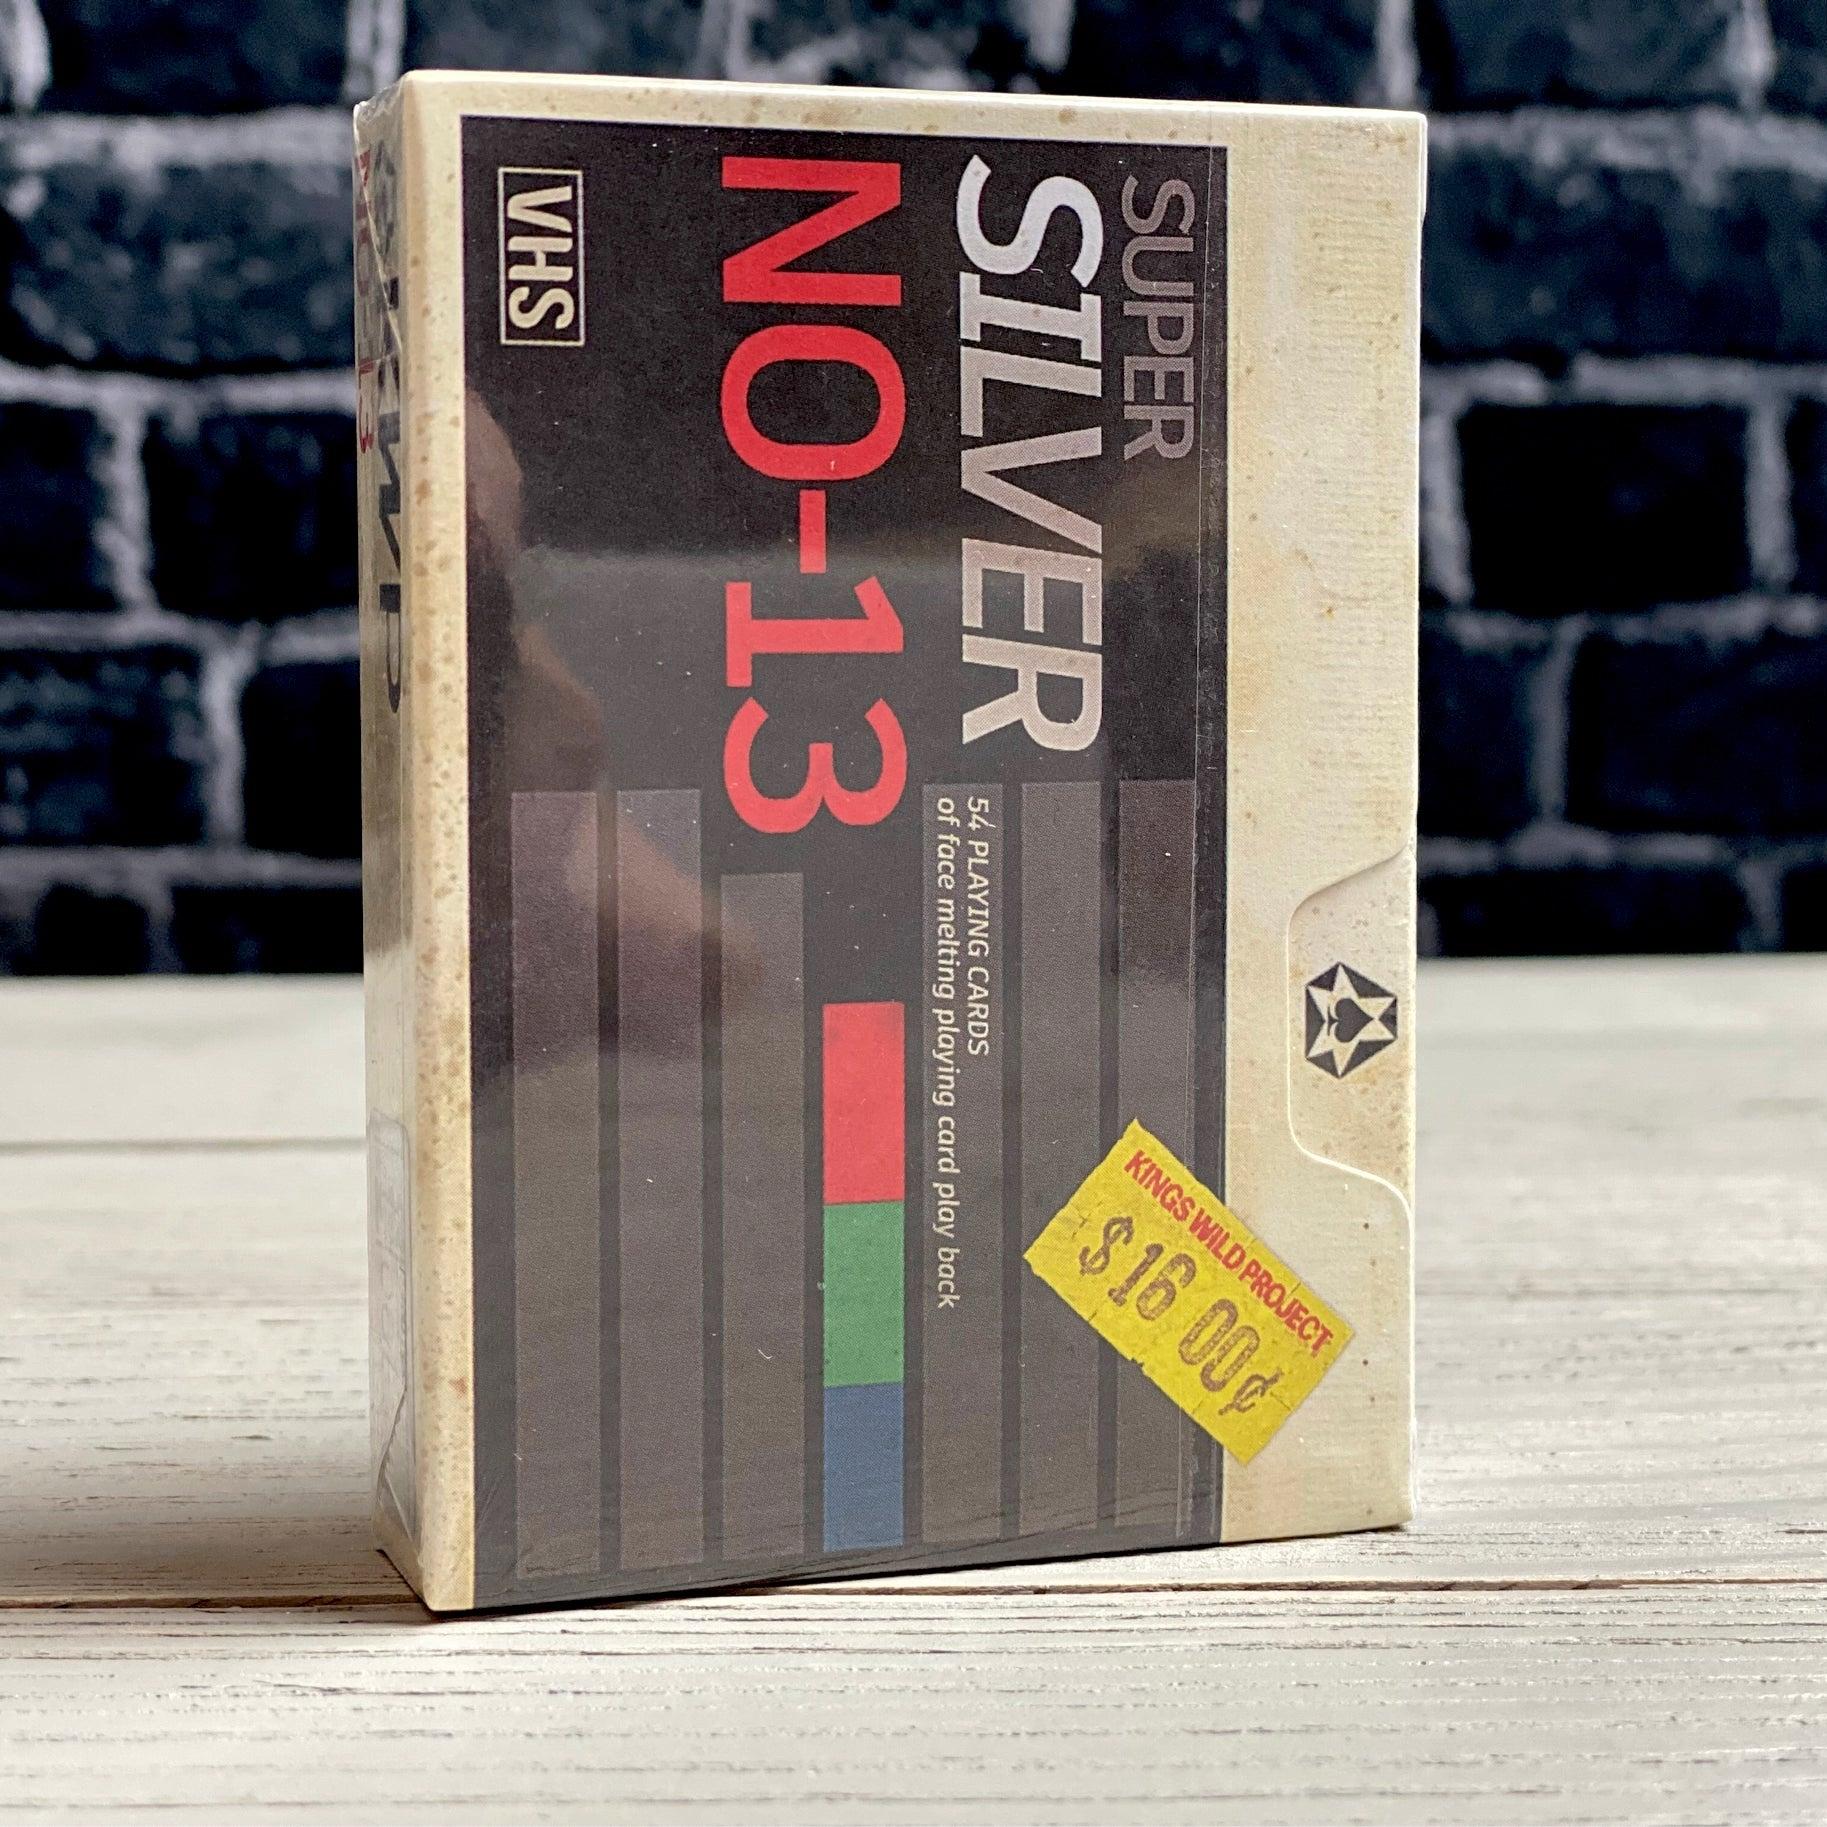 SUPER
SILVER
54 PLAYING CARDS
of face melting playing card play back
NO-13
VHS
KINGS WILD PROJECT
$16 00¢